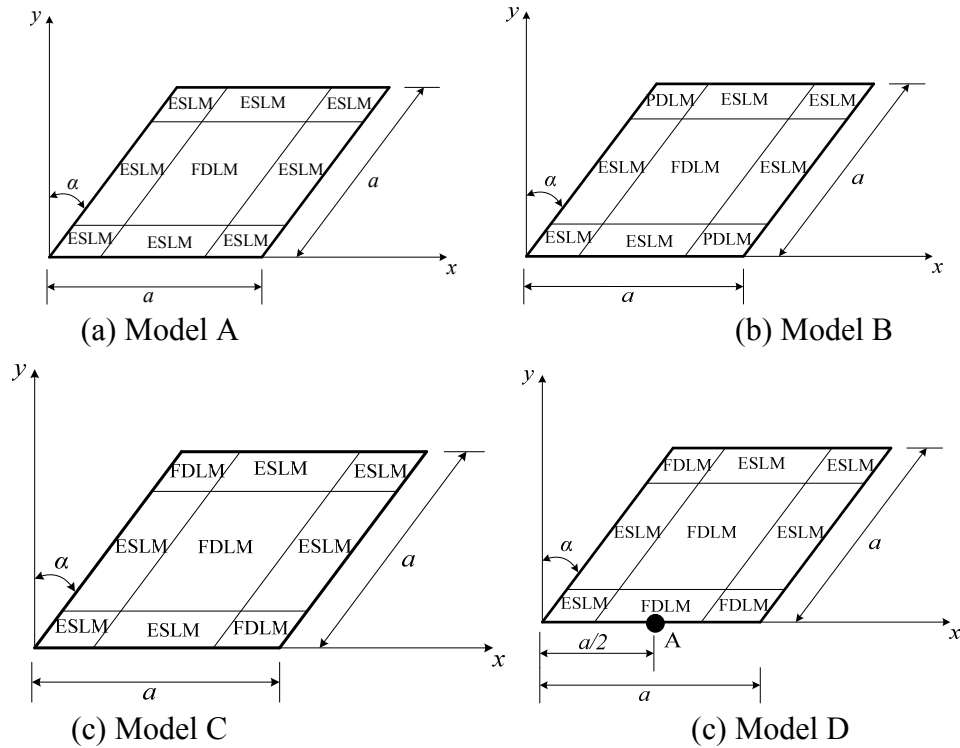 y
ESLM ESLM ESLM
α
ESLM FDLM ESLM
a
ESLM ESLM ESLM
x
a
(a) Model A
y
PDLM ESLM ESLM
α
ESLM FDLM ESLM
a
ESLM ESLM PDLM
x
a
(b) Model B
y
FDLM ESLM ESLM
α
ESLM FDLM ESLM
a
ESLM ESLM FDLM
x
a
(c) Model C
y
FDLM ESLM ESLM
α
ESLM FDLM ESLM
a
ESLM FDLM FDLM
x
a/2 A
a
(c) Model D